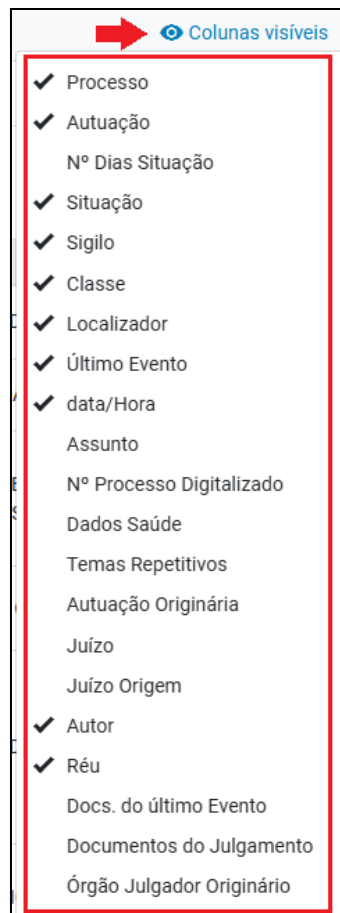 Colunas visíveis
Processo
Autuação
Nº Dias Situação
Situação
Sigilo
Classe
Localizador
Último Evento
data/Hora
Assunto
Nº Processo Digitalizado
Dados Saúde
Temas Repetitivos
Autuação Originária
Juízo
Juízo Origem
Autor
Réu
Docs. do último Evento
Documentos do Julgamento
Órgão Julgador Originário